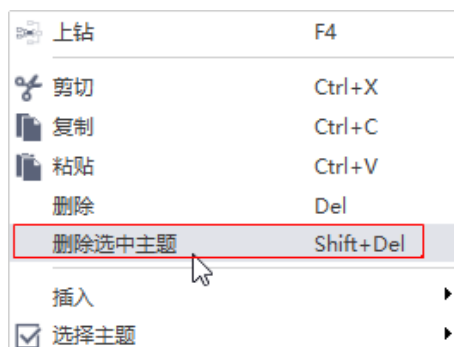 上钻 F4
剪切 Ctrl+X
复制 Ctrl+C
粘贴 Ctrl+V
删除 Del
删除选中主题 Shift+Del
插入
选择主题